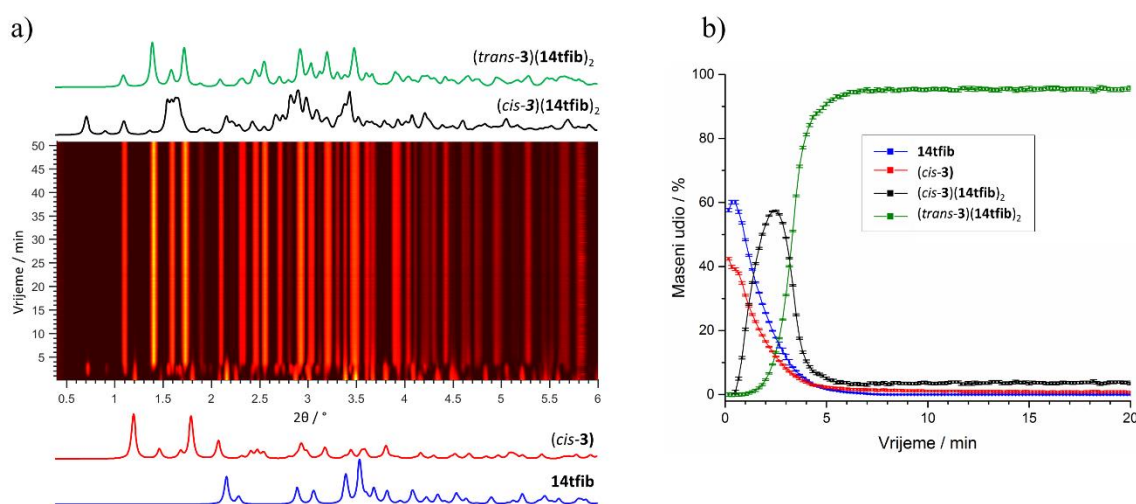 a)
(trans-3)(14tfib)₂
(cis-3)(14tfib)₂
Vrijeme / min
50
45
40
35
30
25
20
15
10
5
0.5 1 1.5 2 2.5 3 3.5 4 4.5 5 5.5 6
2θ / °
(cis-3)
14tfib
b)
Maseni udio / %
100
80
60
40
20
0
14tfib
(cis-3)
(cis-3)(14tfib)₂
(trans-3)(14tfib)₂
0 5 10 15 20
Vrijeme / min